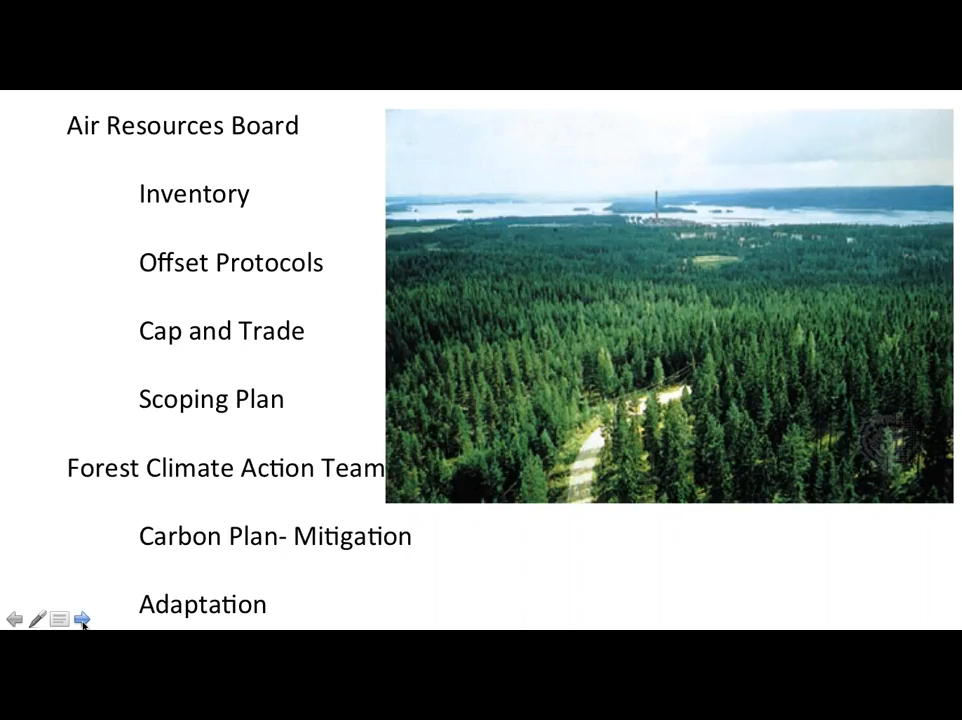 Air Resources Board
Inventory
Offset Protocols
Cap and Trade
Scoping Plan
Forest Climate Action Team
Carbon Plan- Mitigation
Adaptation